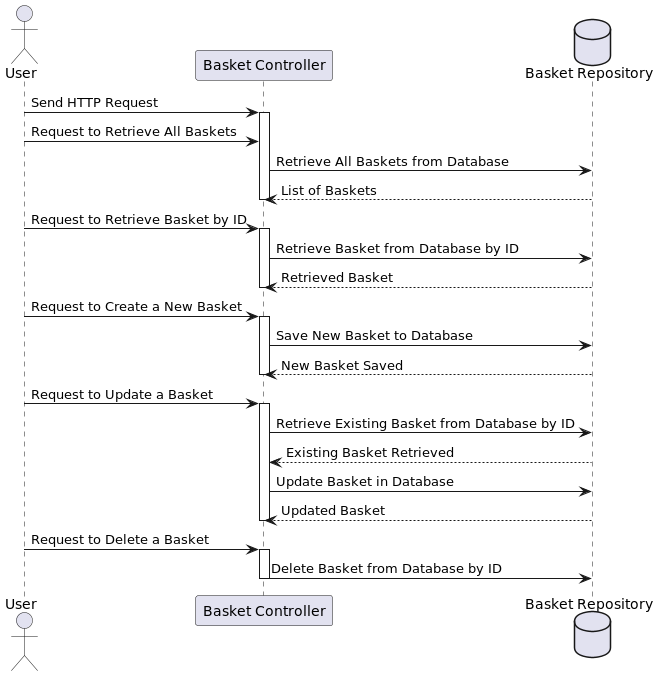 User
Basket Controller
Basket Repository
Send HTTP Request
Request to Retrieve All Baskets
Retrieve All Baskets from Database
List of Baskets
Request to Retrieve Basket by ID
Retrieve Basket from Database by ID
Retrieved Basket
Request to Create a New Basket
Save New Basket to Database
New Basket Saved
Request to Update a Basket
Retrieve Existing Basket from Database by ID
Existing Basket Retrieved
Update Basket in Database
Updated Basket
Request to Delete a Basket
Delete Basket from Database by ID
User
Basket Controller
Basket Repository